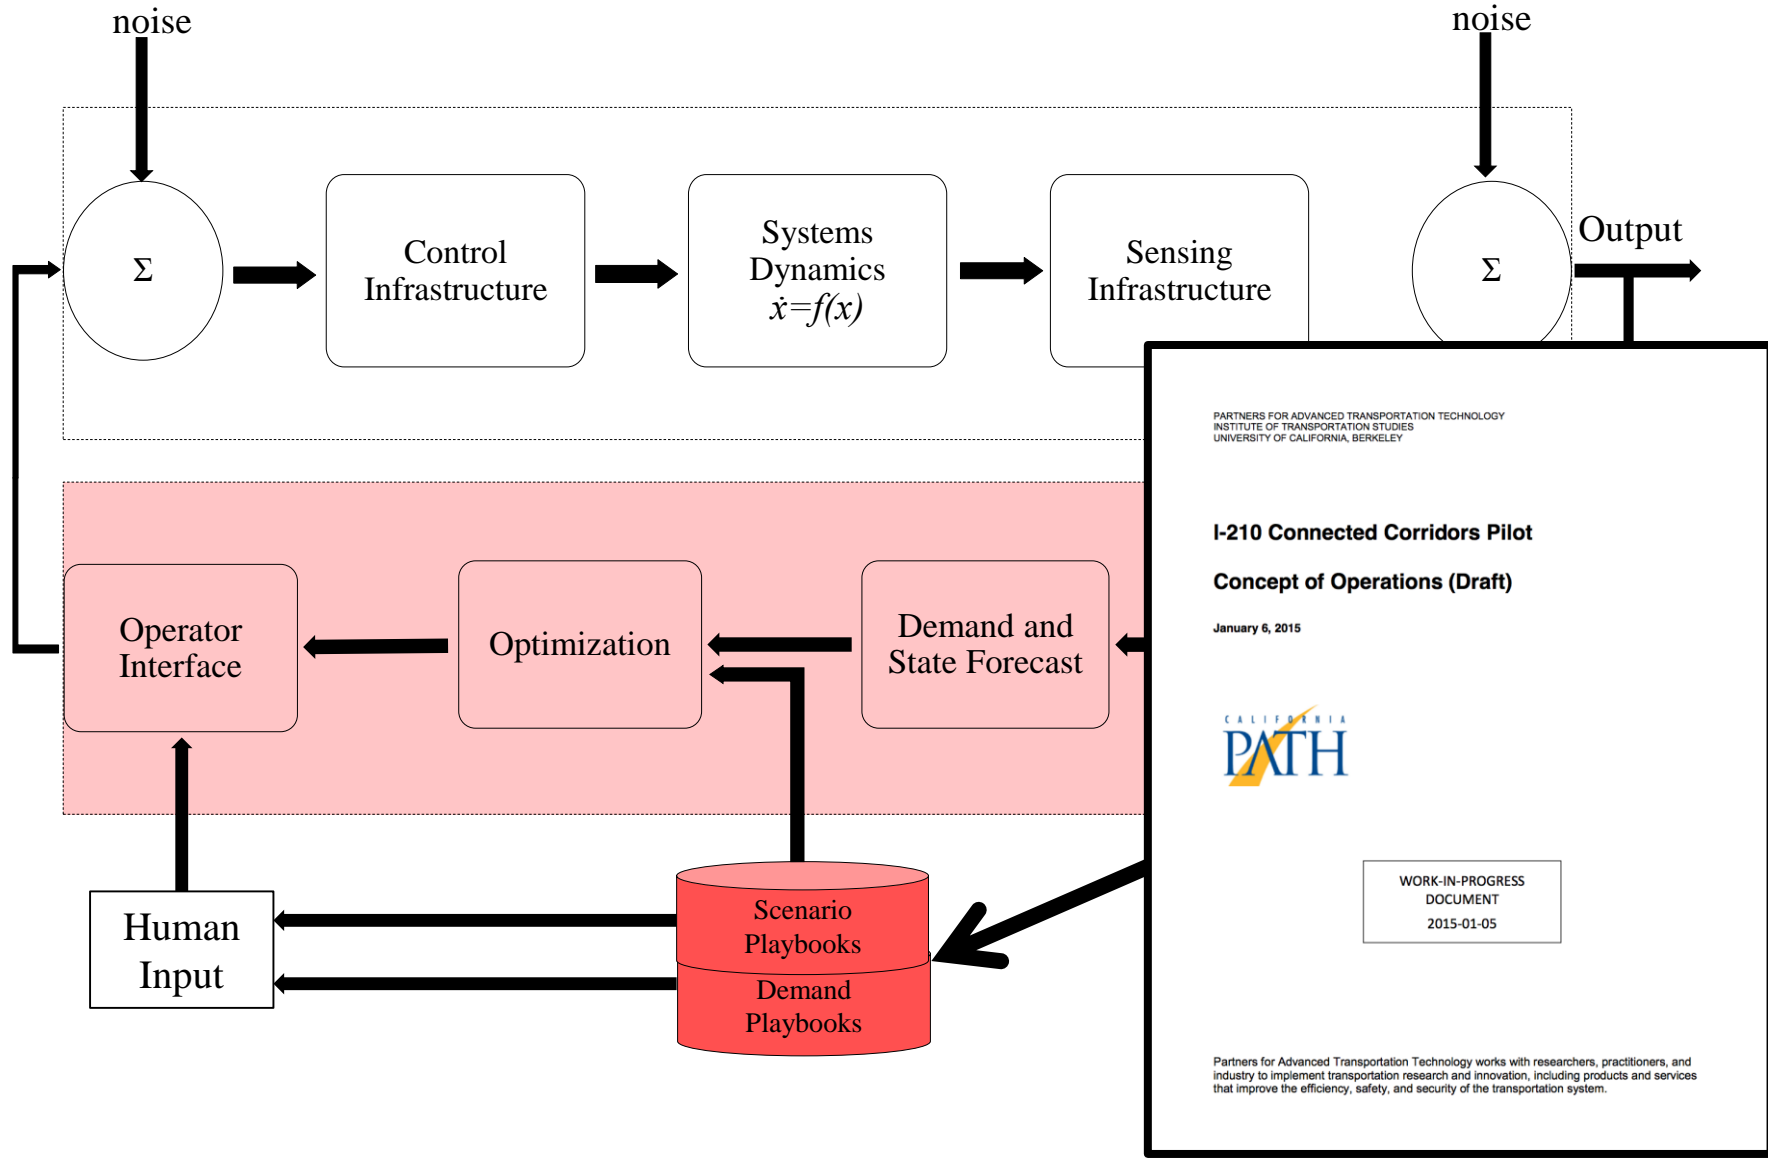 noise
noise
Σ
Control
Infrastructure
Systems
Dynamics
ẋ=f(x)
Sensing
Infrastructure
Σ
Output
Operator
Interface
Optimization
Demand and
State Forecast
Human
Input
Scenario
Playbooks
Demand
Playbooks
PARTNERS FOR ADVANCED TRANSPORTATION TECHNOLOGY
INSTITUTE OF TRANSPORTATION STUDIES
UNIVERSITY OF CALIFORNIA, BERKELEY
I-210 Connected Corridors Pilot
Concept of Operations (Draft)
January 6, 2015
CALIFORNIA
PATH
WORK-IN-PROGRESS
DOCUMENT
2015-01-05
Partners for Advanced Transportation Technology works with researchers, practitioners, and
industry to implement transportation research and innovation, including products and services
that improve the efficiency, safety, and security of the transportation system.